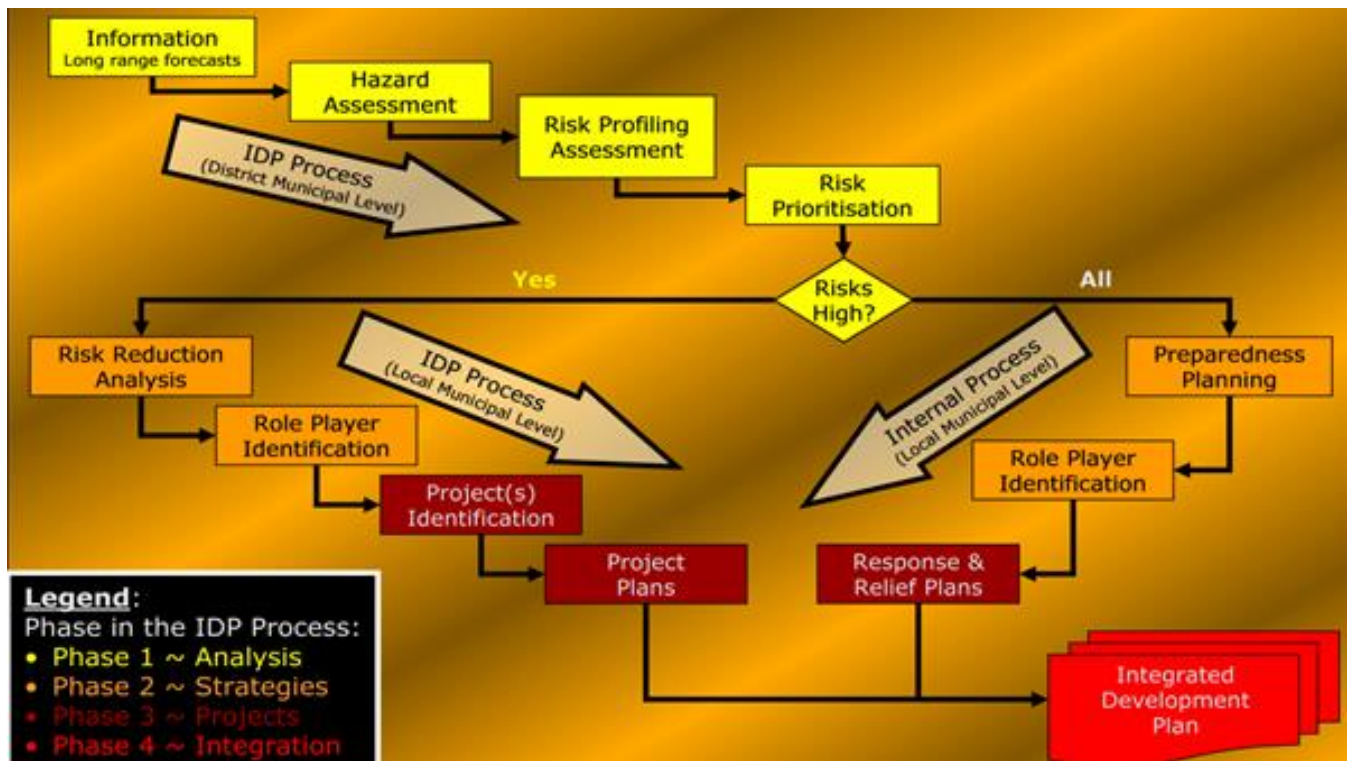 Information
Long range forecasts
Hazard
Assessment
Risk Profiling
Assessment
IDP Process
(District Municipal Level)
Risk
Prioritisation
Yes
Risks
High?
All
Risk Reduction
Analysis
IDP Process
(Local Municipal Level)
Internal Process
(Local Municipal Level)
Preparedness
Planning
Role Player
Identification
Role Player
Identification
Project(s)
Identification
Project
Plans
Response &
Relief Plans
Legend:
Phase in the IDP Process:
• Phase 1 ~ Analysis
• Phase 2 ~ Strategies
• Phase 3 ~ Projects
• Phase 4 ~ Integration
Integrated
Development
Plan